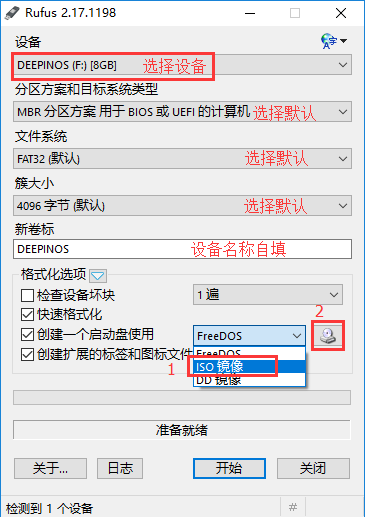 Rufus 2.17.1198
设备
DEEPINOS (F:) [8GB] 选择设备
分区方案和目标系统类型
MBR 分区方案 用于 BIOS 或 UEFI 的计算机 选择默认
文件系统
FAT32 (默认) 选择默认
簇大小
4096 字节 (默认) 选择默认
新卷标
DEEPINOS 设备名称自填
格式化选项
检查设备坏块 1 遍
快速格式化 2
创建一个启动盘使用 FreeDOS
创建扩展的标签和图标文件 FreeDOS
1 ISO 镜像
DD 镜像
准备就绪
关于... 日志 开始 关闭
检测到 1 个设备 #